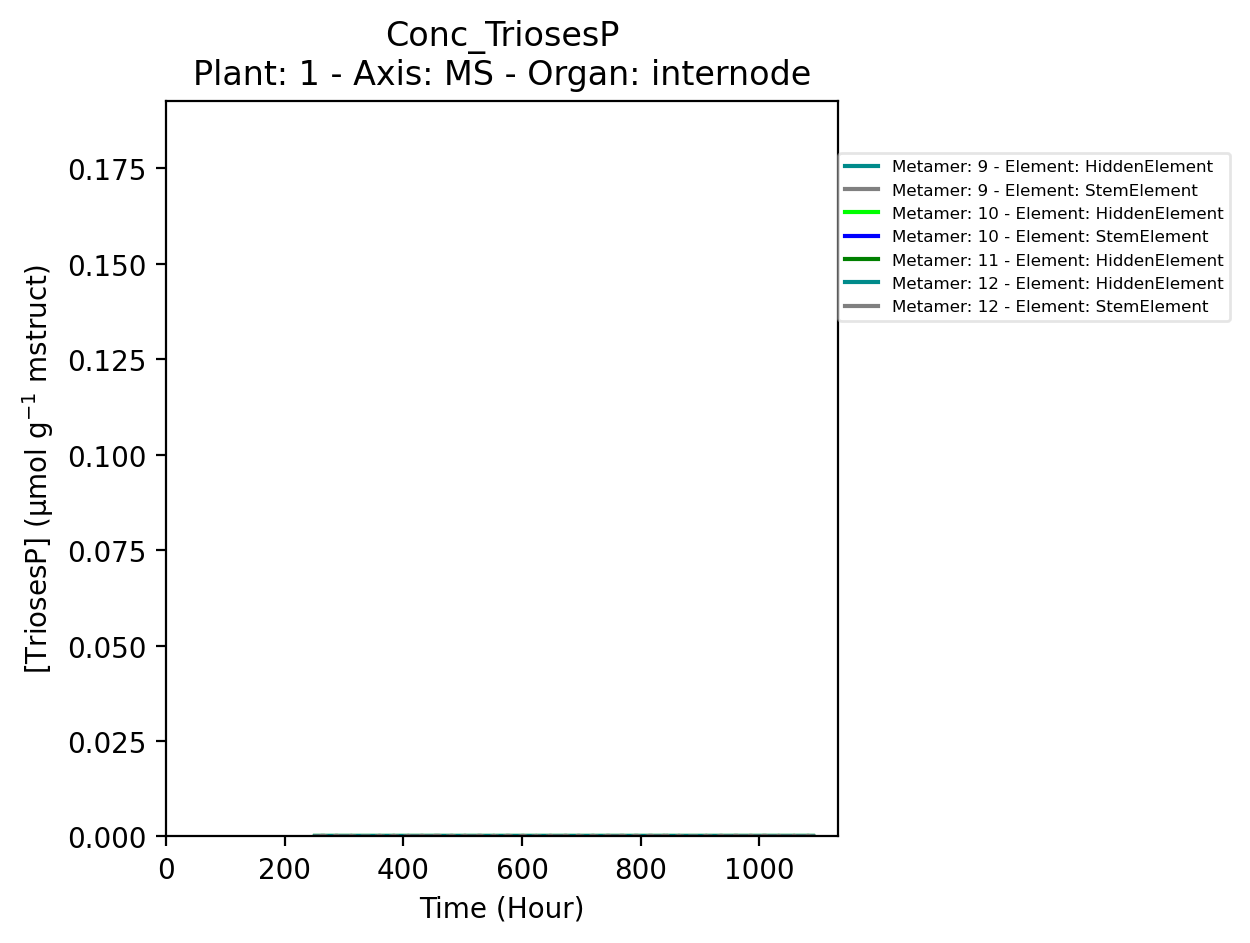 Conc_TriosesP
Plant: 1 - Axis: MS - Organ: internode
0.175
0.150
0.125
0.100
0.075
0.050
0.025
0.000
[TriosesP] (µmol g⁻¹ mstruct)
0 200 400 600 800 1000
Time (Hour)
Metamer: 9 - Element: HiddenElement
Metamer: 9 - Element: StemElement
Metamer: 10 - Element: HiddenElement
Metamer: 10 - Element: StemElement
Metamer: 11 - Element: HiddenElement
Metamer: 12 - Element: HiddenElement
Metamer: 12 - Element: StemElement